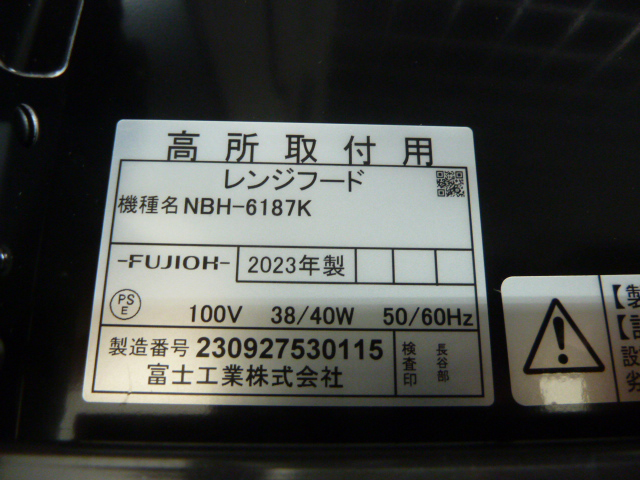 高所取付用
レンジフード
機種名 NBH-6187K
-FUJIOH- 2023年製
PSE
100V 38/40W 50/60Hz
製造番号 230927530115
検査印 長谷部
富士工業株式会社
【製
【設
設
劣